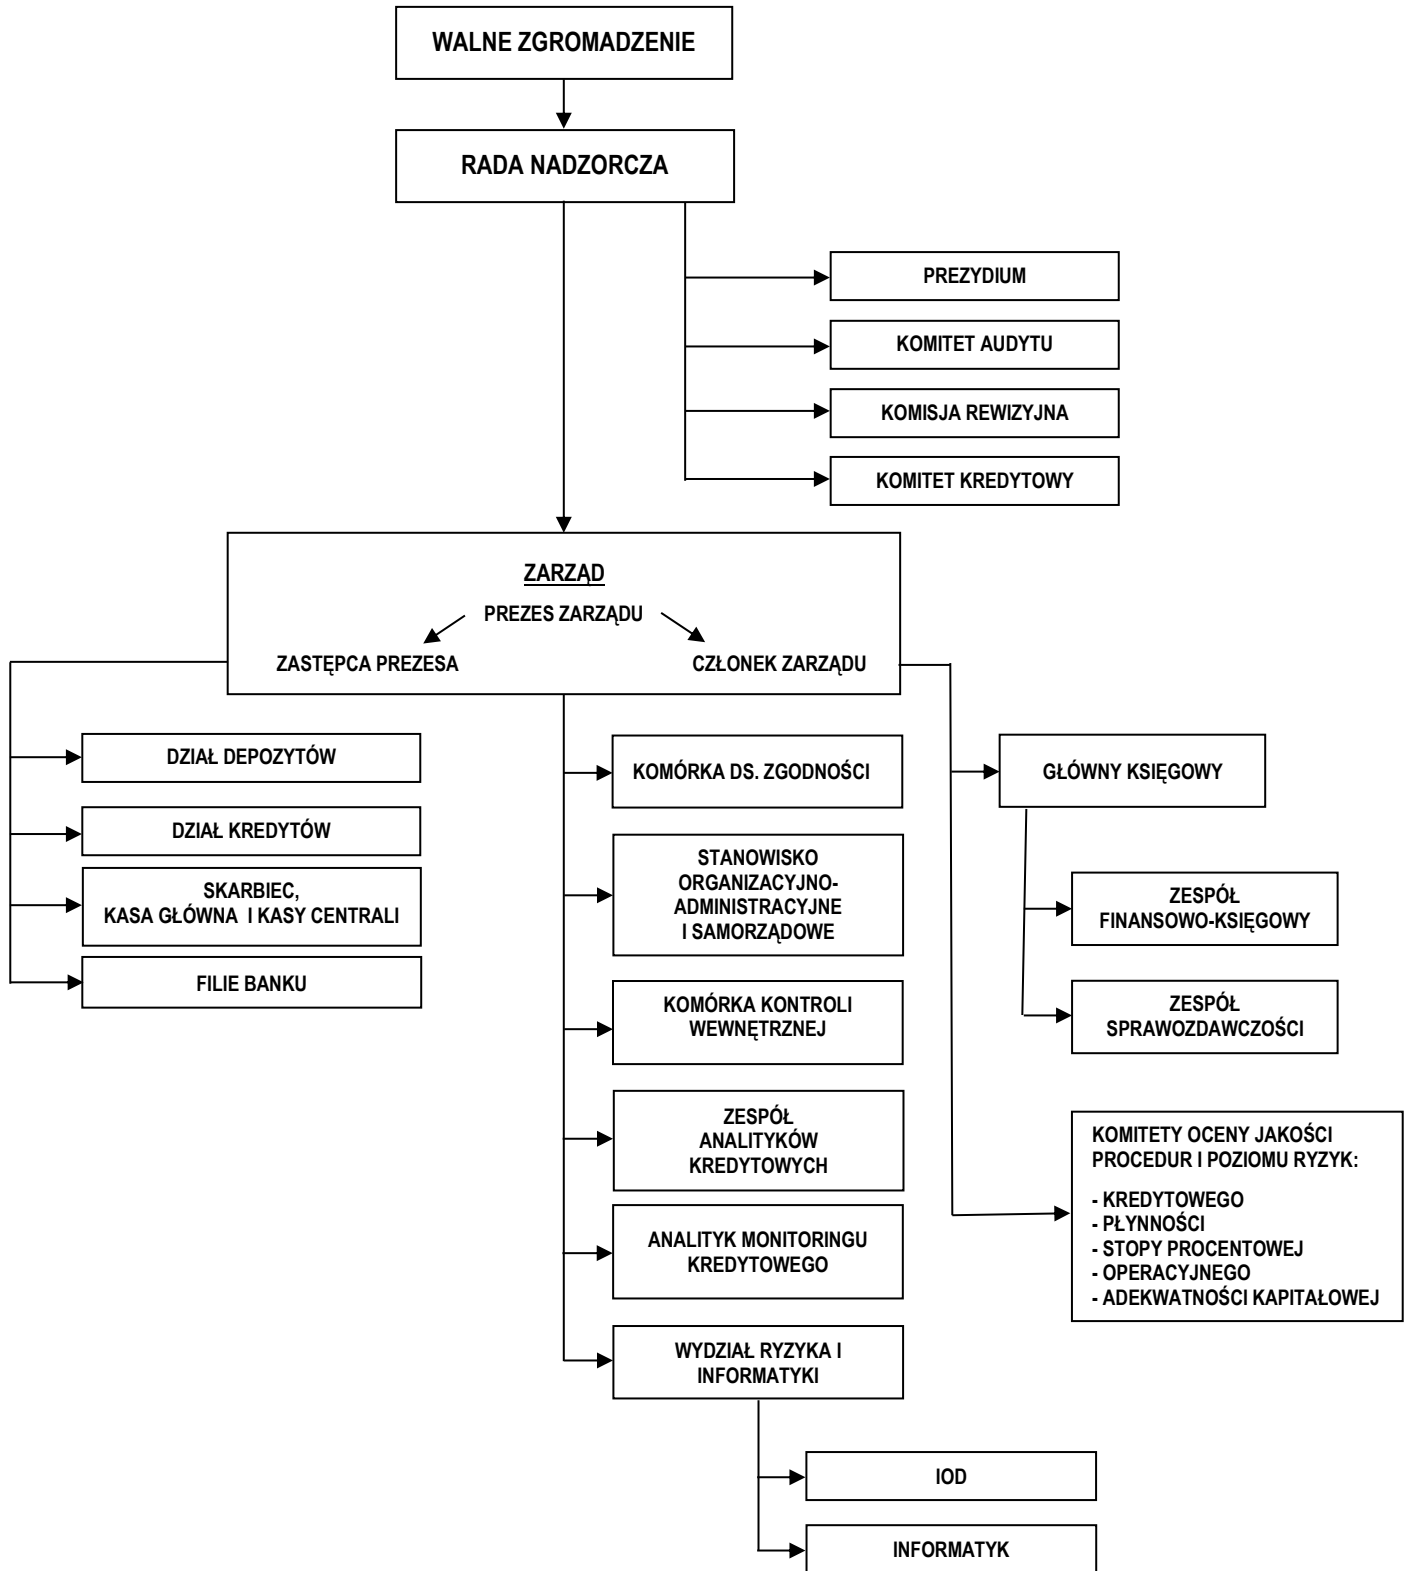 WALNE ZGROMADZENIE
RADA NADZORCZA
PREZYDIUM
KOMITET AUDYTU
KOMISJA REWIZYJNA
KOMITET KREDYTOWY
ZARZĄD
PREZES ZARZĄDU
ZASTĘPCA PREZESA
CZŁONEK ZARZĄDU
DZIAŁ DEPOZYTÓW
DZIAŁ KREDYTÓW
SKARBIEC,
KASA GŁÓWNA I KASY CENTRALI
FILIE BANKU
KOMÓRKA DS. ZGODNOŚCI
STANOWISKO
ORGANIZACYJNO-
ADMINISTRACYJNE
I SAMORZĄDOWE
KOMÓRKA KONTROLI
WEWNĘTRZNEJ
ZESPÓŁ
ANALITYKÓW
KREDYTOWYCH
ANALITYK MONITORINGU
KREDYTOWEGO
WYDZIAŁ RYZYKA I
INFORMATYKI
IOD
INFORMATYK
GŁÓWNY KSIĘGOWY
ZESPÓŁ
FINANSOWO-KSIĘGOWY
ZESPÓŁ
SPRAWOZDAWCZOŚCI
KOMITETY OCENY JAKOŚCI
PROCEDUR I POZIOMU RYZYK:
- KREDYTOWEGO
- PŁYNNOŚCI
- STOPY PROCENTOWEJ
- OPERACYJNEGO
- ADEKWATNOŚCI KAPITAŁOWEJ